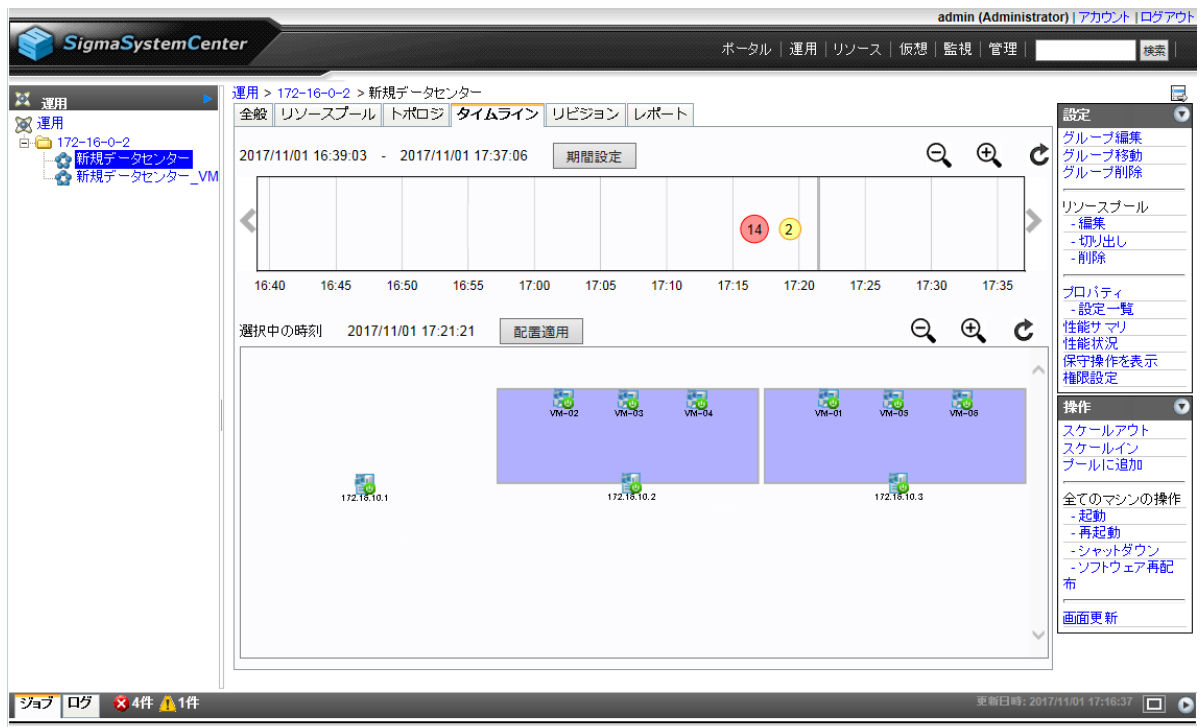 admin (Administrator) | アカウント | ログアウト
SigmaSystemCenter
ポータル | 運用 | リソース | 仮想 | 監視 | 管理 | 検索
運用
運用
172-16-0-2
新規データセンター
新規データセンター_VM
運用 > 172-16-0-2 > 新規データセンター
全般 リソースプール トポロジ タイムライン リビジョン レポート
2017/11/01 16:39:03 - 2017/11/01 17:37:06 期間設定
14 2
16:40 16:45 16:50 16:55 17:00 17:05 17:10 17:15 17:20 17:25 17:30 17:35
選択中の時刻 2017/11/01 17:21:21 配置適用
VM-02 VM-03 VM-04 VM-01 VM-05 VM-06
172.16.10.1 172.16.10.2 172.16.10.3
設定
グループ編集
グループ移動
グループ削除
リソースプール
- 編集
- 切り出し
- 削除
プロパティ
- 設定一覧
性能サマリ
性能状況
保守操作を表示
権限設定
操作
スケールアウト
スケールイン
プールに追加
全てのマシンの操作
- 起動
- 再起動
- シャットダウン
- ソフトウェア再配
布
画面更新
ジョブ ログ 4件 1件
更新日時: 2017/11/01 17:16:37